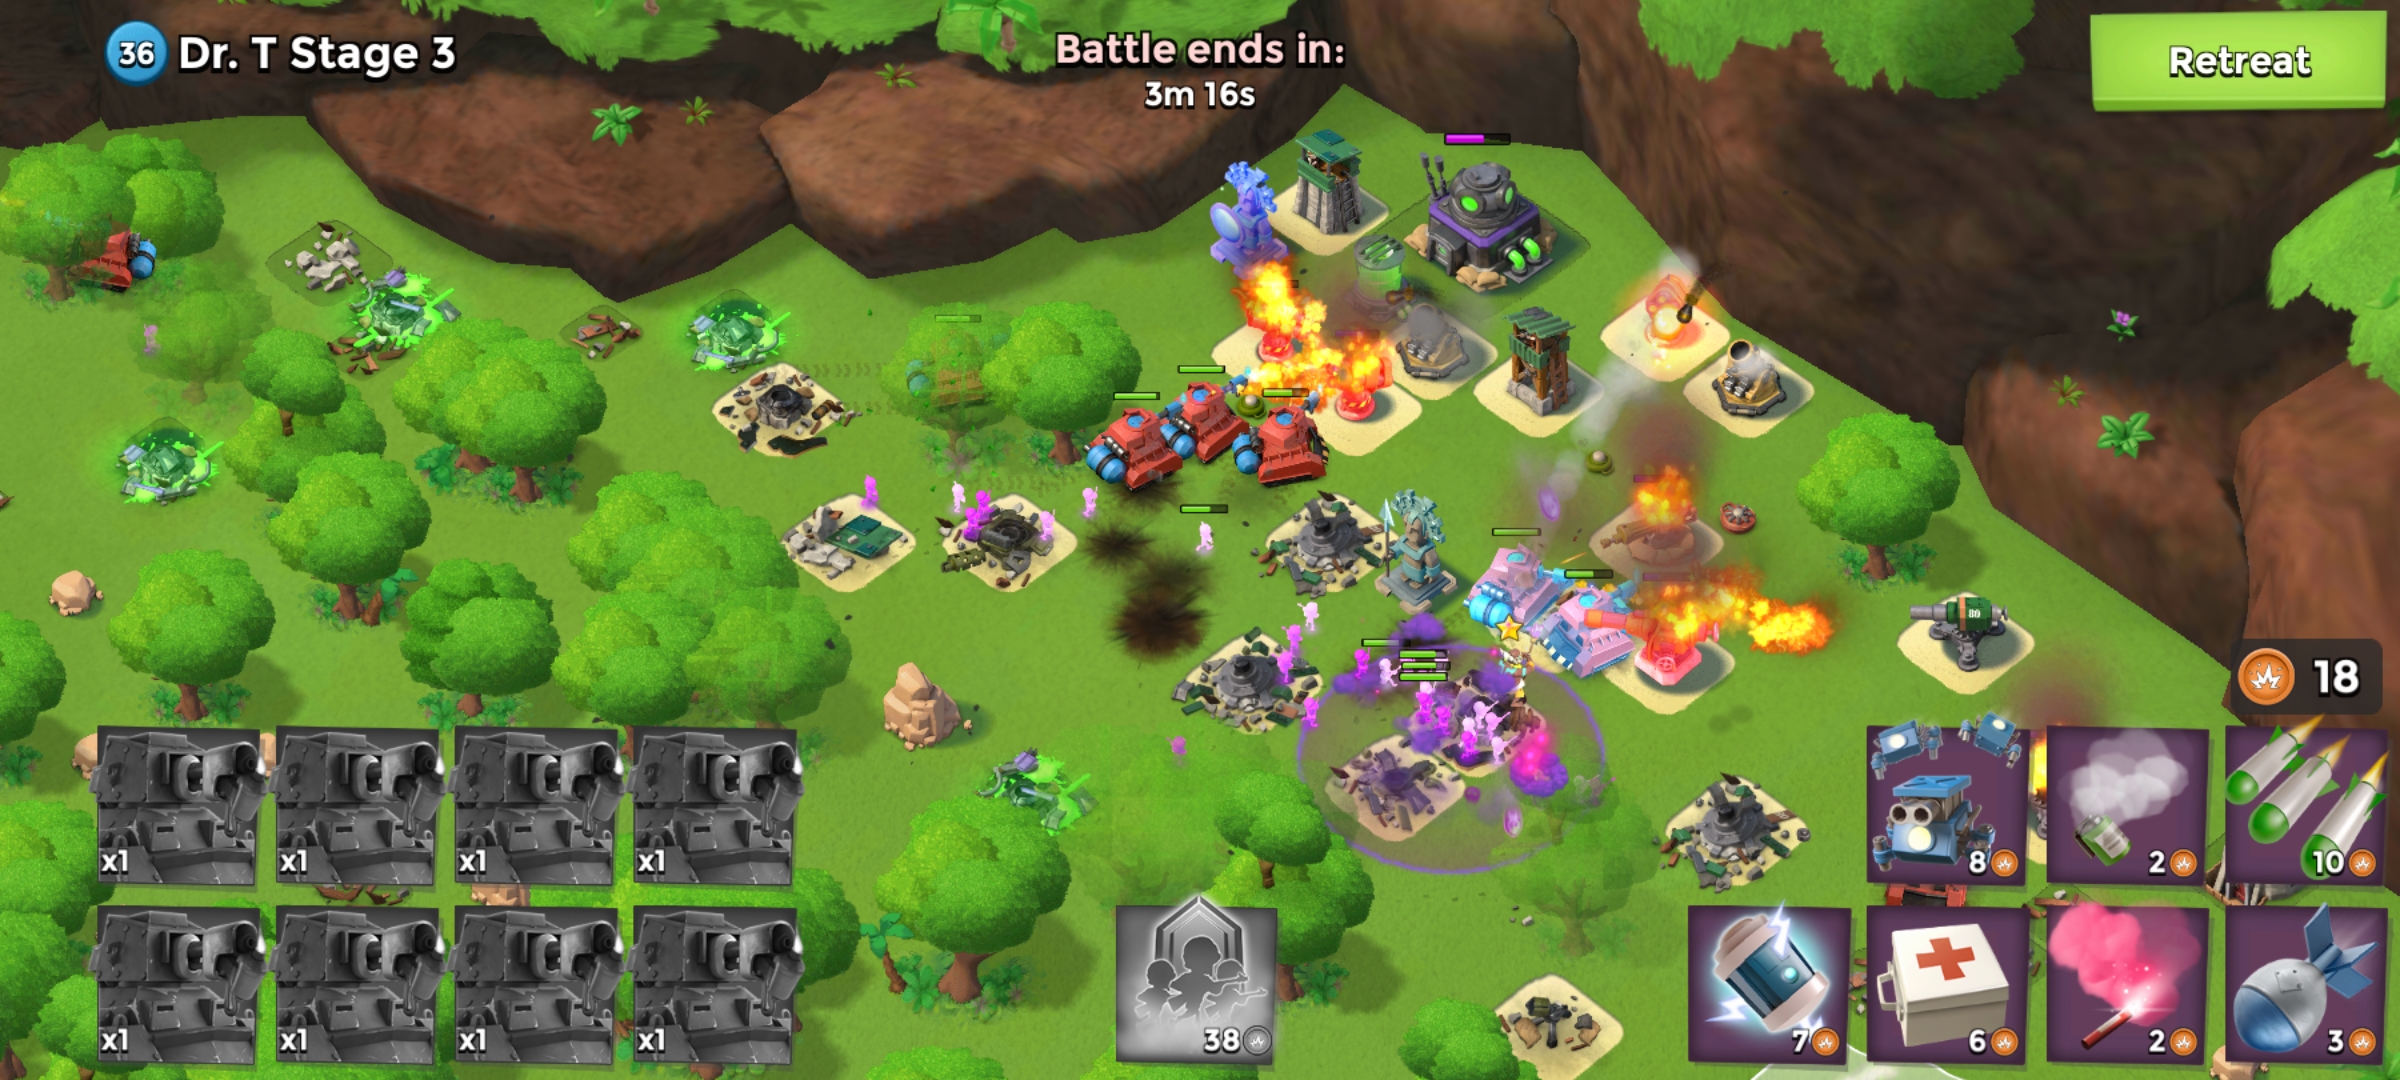 36 Dr. T Stage 3
Battle ends in:
3m 16s
Retreat
80
18
x1 x1 x1 x1
8 2 10
x1 x1 x1 x1
38 7 6 2 3